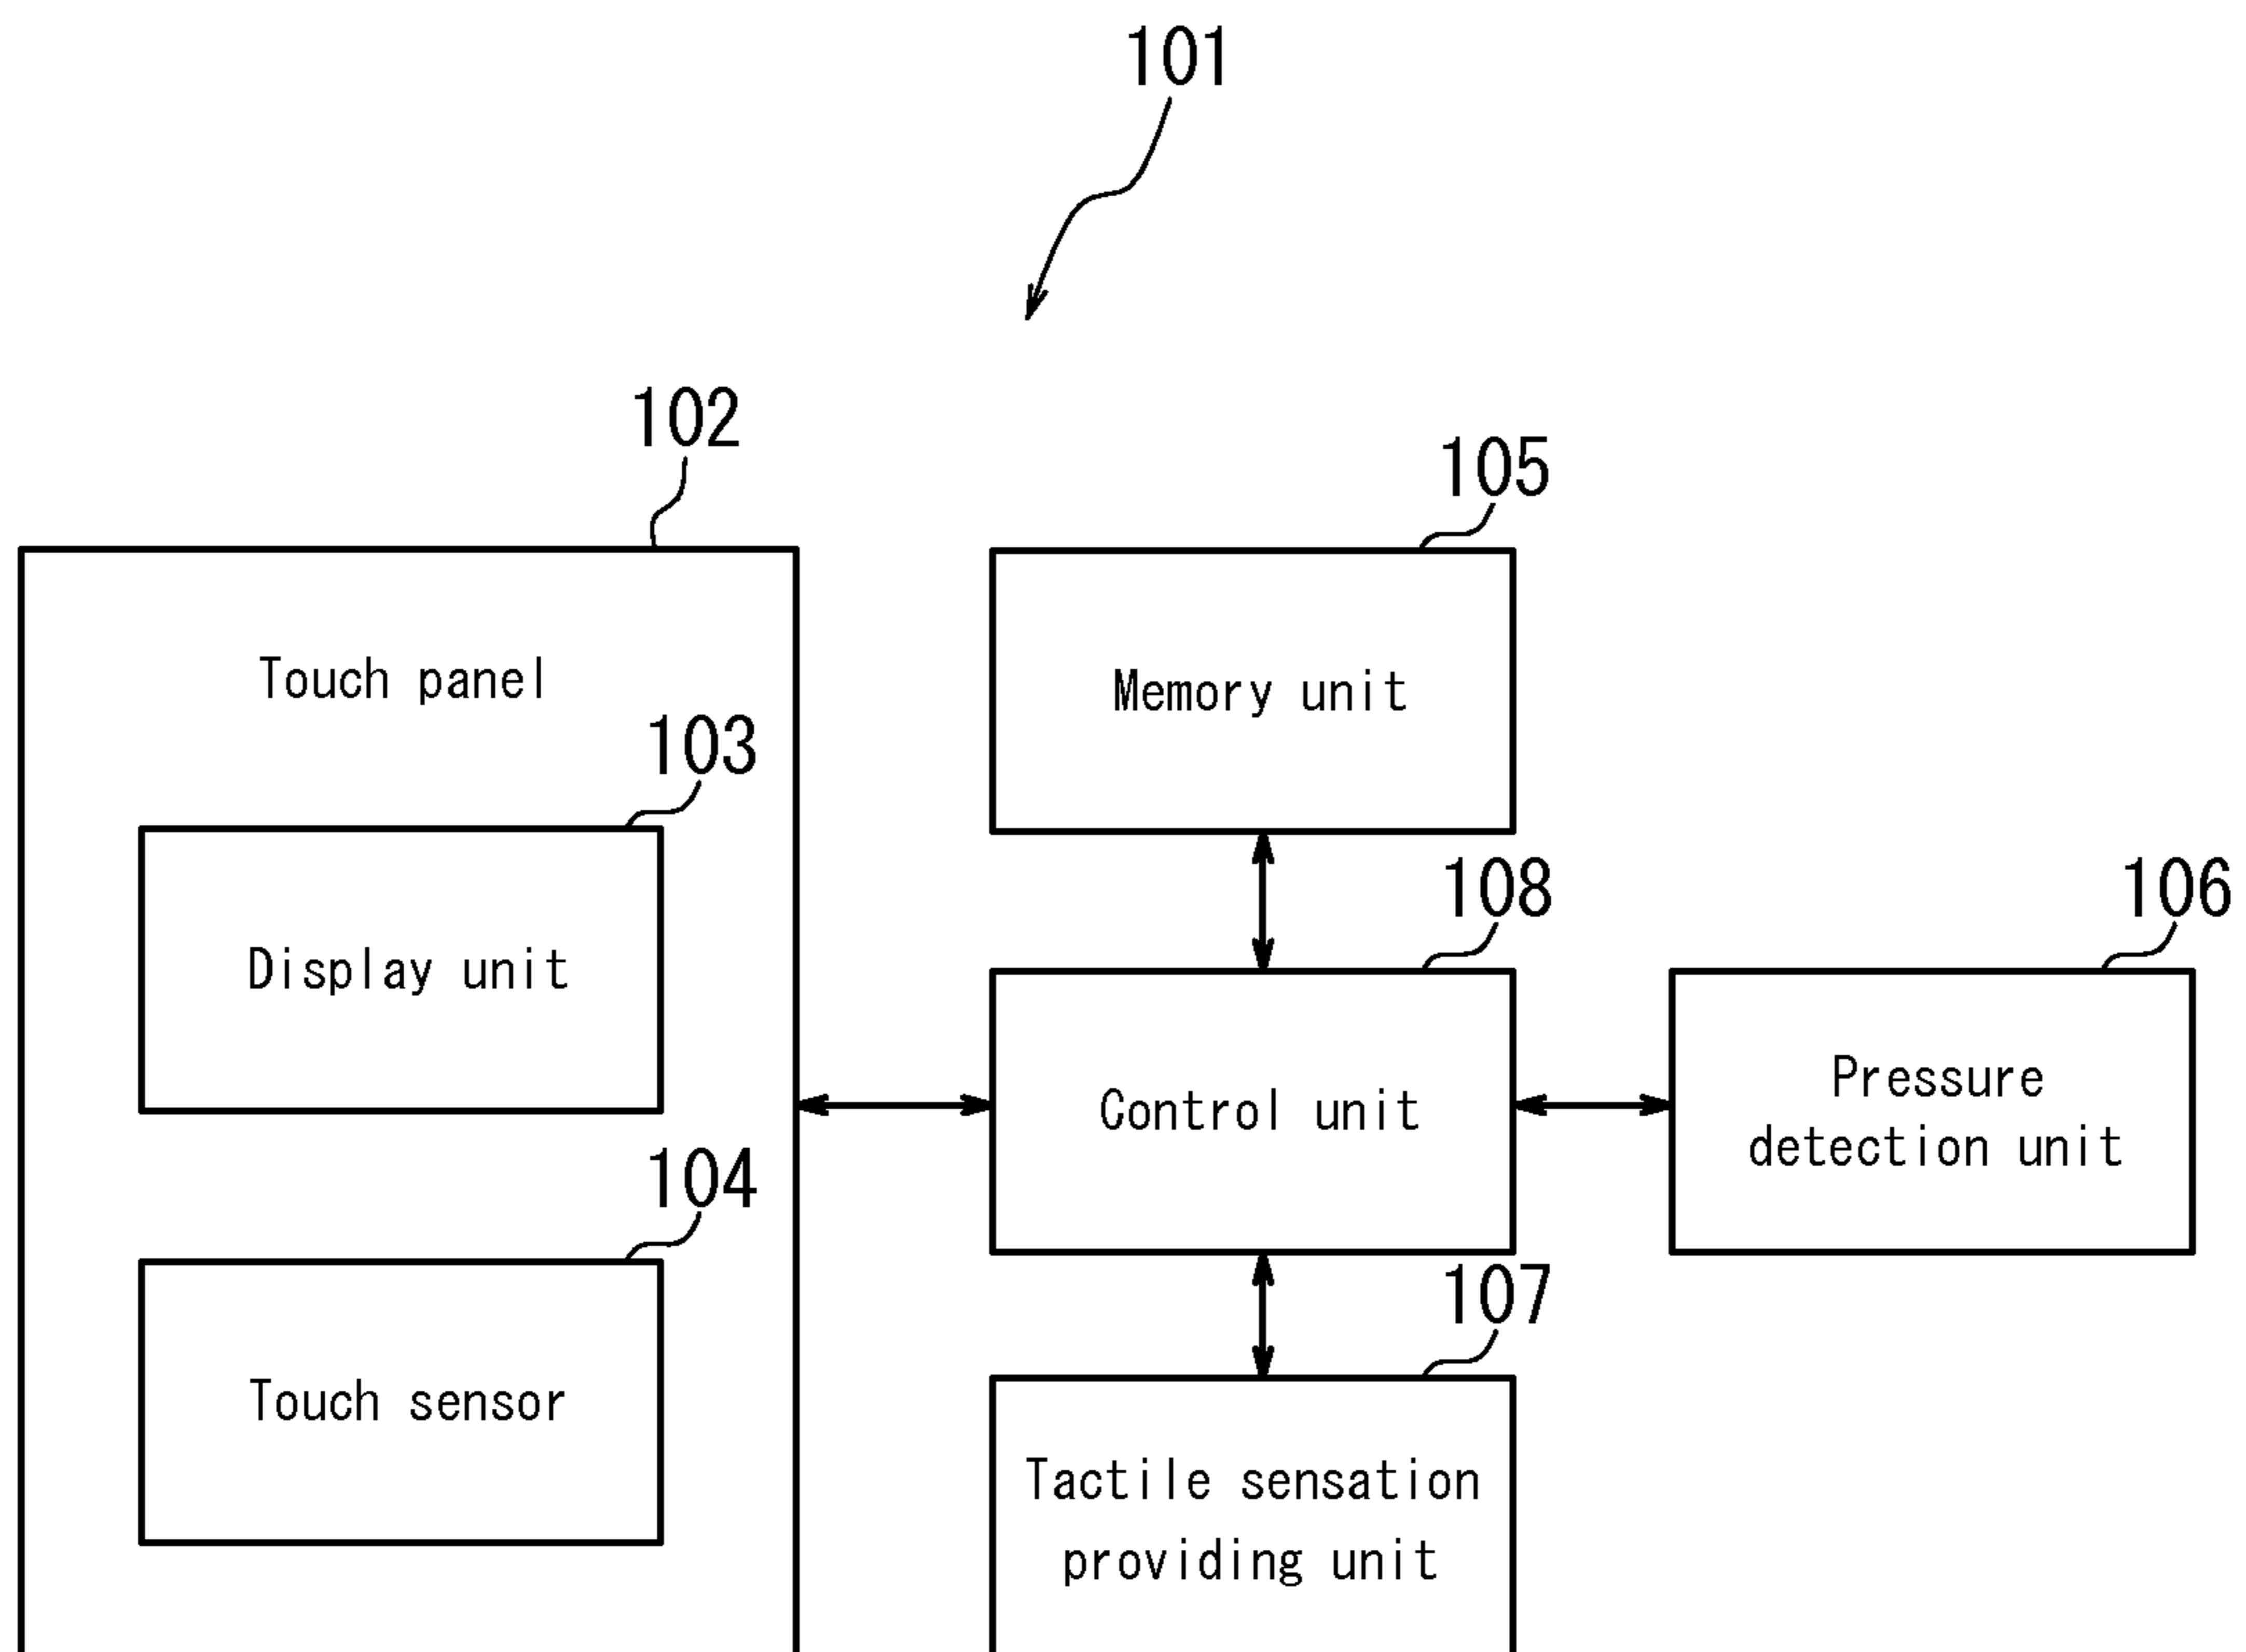 101
102
105
Touch panel
Memory unit
103
108
106
Display unit
Control unit
Pressure
detection unit
104
107
Touch sensor
Tactile sensation
providing unit